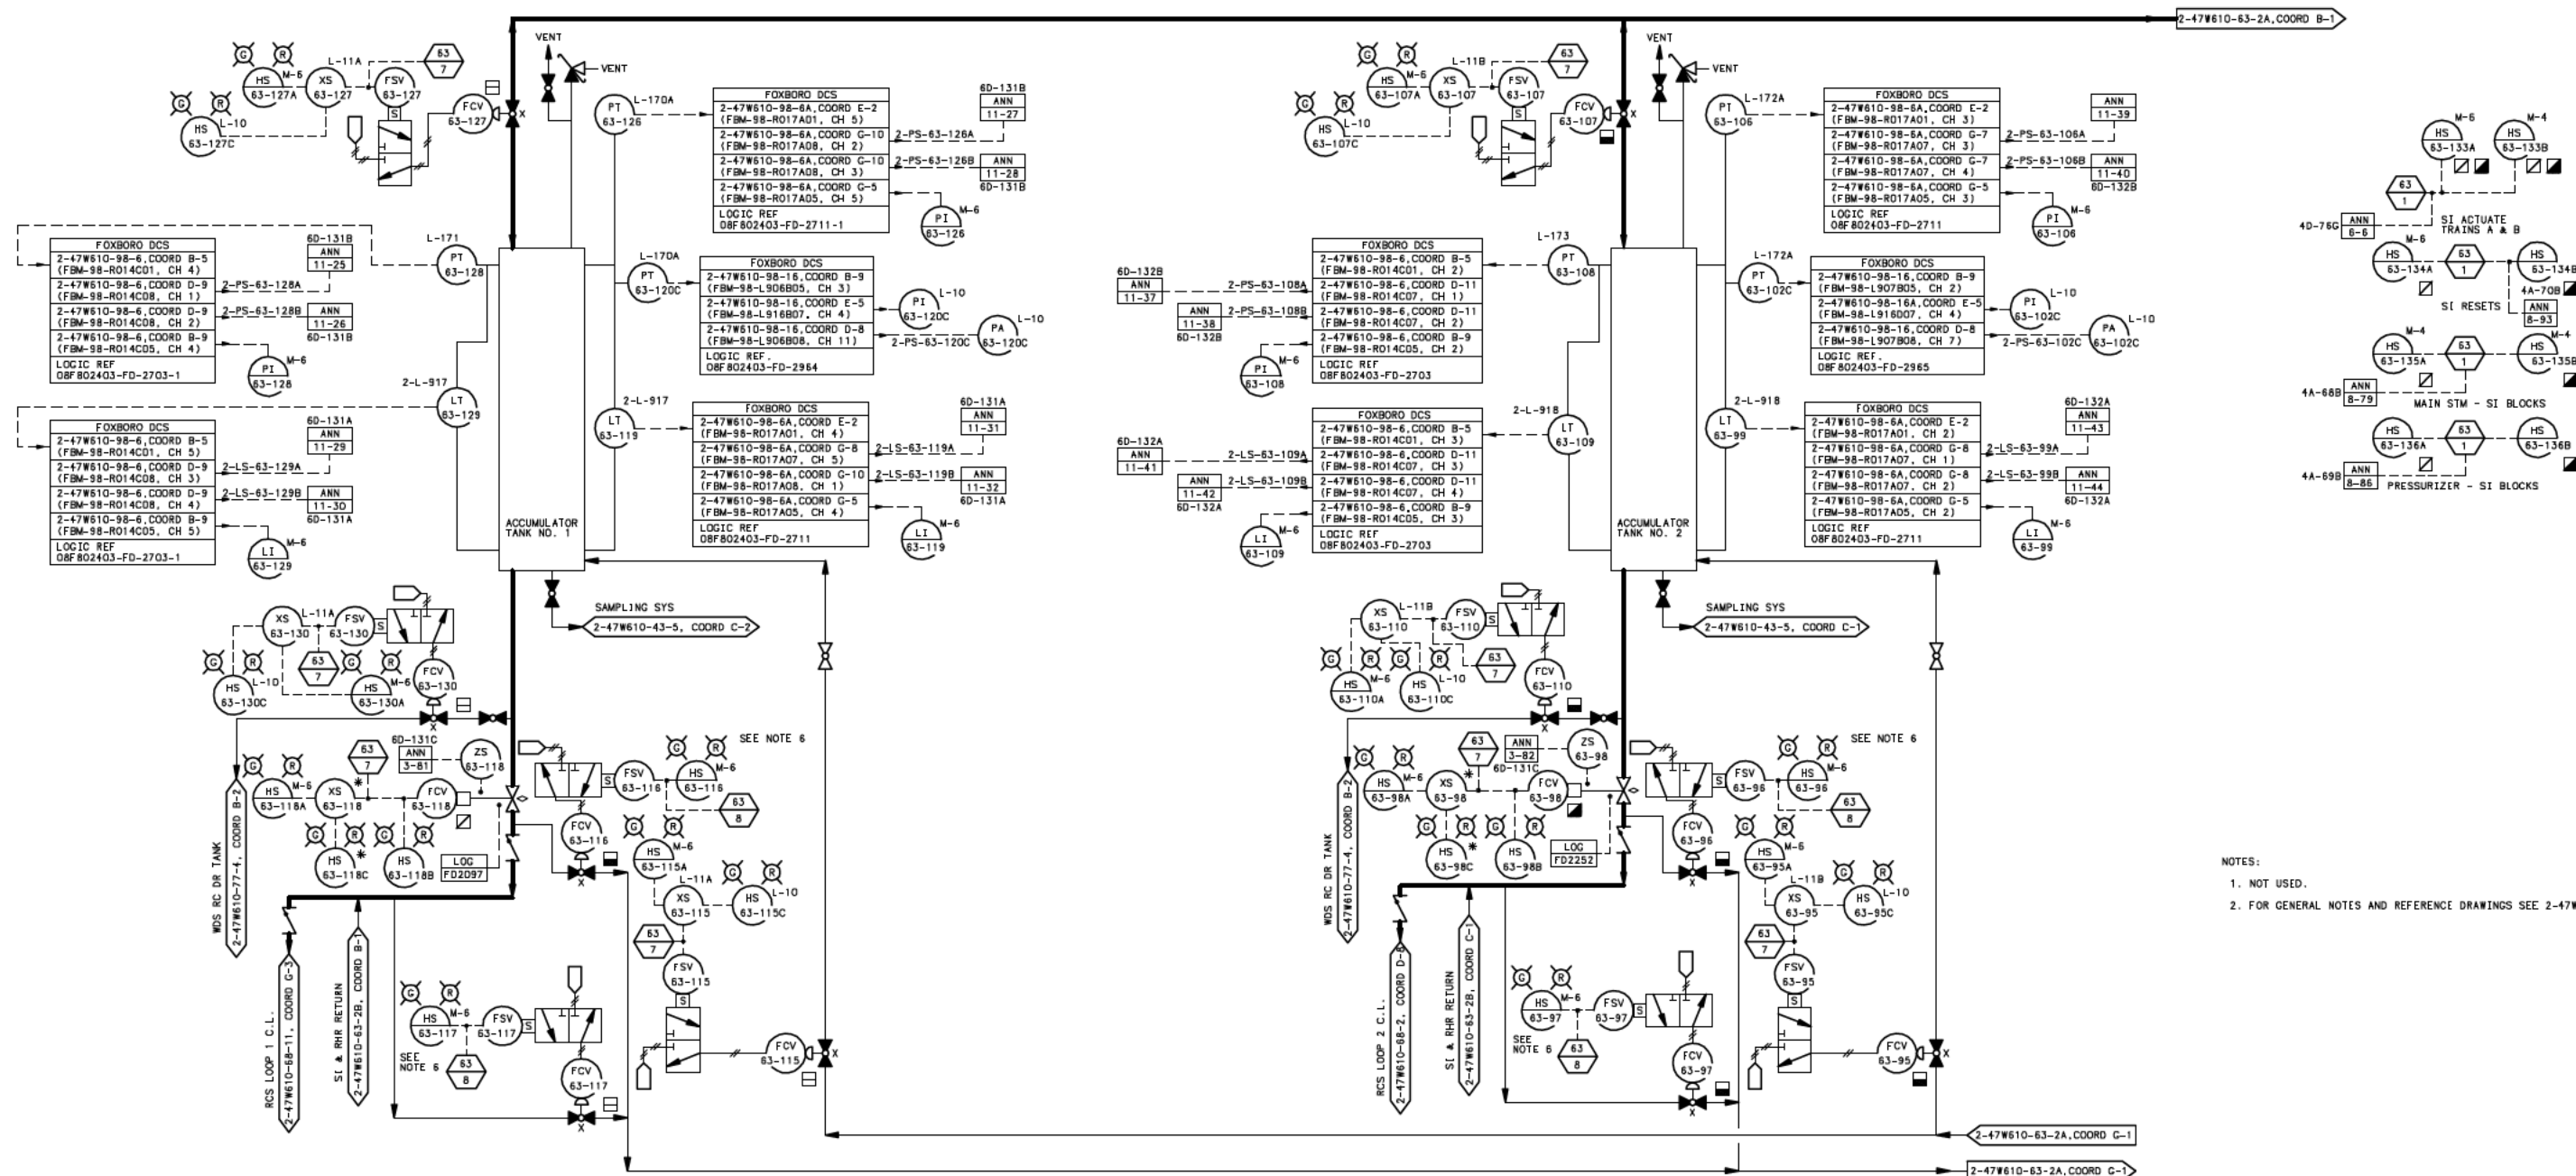 2-47W610-63-2A,COORD B-1
VENT
VENT
G
R
HS
63-127A
M-6
L-11A
XS
63-127
FSV
63-127
63
7
G
R
HS
63-127C
L-10
S
FCV
63-127
X
PT
63-126
L-170A
FOXBORO DCS
2-47W610-98-6A,COORD E-2
(FBM-98-R017A01, CH 5)
2-47W610-98-6A,COORD G-10
(FBM-98-R017A08, CH 2)
2-47W610-98-6A,COORD G-10
(FBM-98-R017A08, CH 3)
2-47W610-98-6A,COORD G-5
(FBM-98-R017A05, CH 5)
LOGIC REF
08F802403-FD-2711-1
2-PS-63-126A
6D-131B
ANN
11-27
2-PS-63-126B
ANN
11-28
6D-131B
PI
63-126
M-6
L-171
PT
63-128
FOXBORO DCS
2-47W610-98-6,COORD B-5
(FBM-98-R014C01, CH 4)
2-47W610-98-6,COORD D-9
(FBM-98-R014C08, CH 1)
2-47W610-98-6,COORD D-9
(FBM-98-R014C08, CH 2)
2-47W610-98-6,COORD B-9
(FBM-98-R014C05, CH 4)
LOGIC REF
08F802403-FD-2703-1
2-PS-63-128A
6D-131B
ANN
11-25
2-PS-63-128B
ANN
11-26
6D-131B
PI
63-128
M-6
L-170A
PT
63-120C
FOXBORO DCS
2-47W610-98-16,COORD B-9
(FBM-98-L906B05, CH 3)
2-47W610-98-16,COORD E-5
(FBM-98-L916B07, CH 4)
2-47W610-98-16,COORD D-8
(FBM-98-L906B08, CH 11)
LOGIC REF.
08F802403-FD-2964
PI
63-120C
L-10
2-PS-63-120C
PA
63-120C
L-10
2-L-917
LT
63-129
FOXBORO DCS
2-47W610-98-6,COORD B-5
(FBM-98-R014C01, CH 5)
2-47W610-98-6,COORD D-9
(FBM-98-R014C08, CH 3)
2-47W610-98-6,COORD D-9
(FBM-98-R014C08, CH 4)
2-47W610-98-6,COORD B-9
(FBM-98-R014C05, CH 5)
LOGIC REF
08F802403-FD-2703-1
2-LS-63-129A
6D-131A
ANN
11-29
2-LS-63-129B
ANN
11-30
6D-131A
LI
63-129
M-6
2-L-917
LT
63-119
FOXBORO DCS
2-47W610-98-6A,COORD E-2
(FBM-98-R017A01, CH 4)
2-47W610-98-6A,COORD G-8
(FBM-98-R017A07, CH 5)
2-47W610-98-6A,COORD G-10
(FBM-98-R017A08, CH 1)
2-47W610-98-6A,COORD G-5
(FBM-98-R017A05, CH 4)
LOGIC REF
08F802403-FD-2711
2-LS-63-119A
6D-131A
ANN
11-31
2-LS-63-119B
ANN
11-32
6D-131A
LI
63-119
M-6
ACCUMULATOR
TANK NO. 1
SAMPLING SYS
2-47W610-43-5, COORD C-2
XS
63-130
L-11A
FSV
63-130
S
63
7
G
R
HS
63-130C
L-10
G
R
HS
63-130A
M-6
FCV
63-130
X
WDS RC DR TANK
2-47W610-77-4, COORD B-2
63
7
6D-131C
ANN
3-81
ZS
63-118
G
R
HS
63-118A
M-6
XS
63-118
*
FCV
63-118
G
R
HS
63-118C
*
G
R
HS
63-118B
LOG
FD2097
S
FSV
63-116
G
R
HS
63-116
M-6
SEE NOTE 6
63
8
FCV
63-116
X
G
R
HS
63-115A
M-6
L-11A
XS
63-115
G
R
HS
63-115C
L-10
63
7
FSV
63-115
S
FCV
63-115
X
RCS LOOP 1 C.L.
2-47W610-68-11, COORD G-3
SI & RHR RETURN
2-47W610-63-2B, COORD B-1
G
R
HS
63-117
M-6
FSV
63-117
S
SEE
NOTE 6
63
8
FCV
63-117
X
VENT
VENT
G
R
HS
63-107A
M-6
L-11B
XS
63-107
FSV
63-107
63
7
G
R
HS
63-107C
L-10
S
FCV
63-107
X
PT
63-106
L-172A
FOXBORO DCS
2-47W610-98-6A,COORD E-2
(FBM-98-R017A01, CH 3)
2-47W610-98-6A,COORD G-7
(FBM-98-R017A07, CH 3)
2-47W610-98-6A,COORD G-7
(FBM-98-R017A07, CH 4)
2-47W610-98-6A,COORD G-5
(FBM-98-R017A05, CH 3)
LOGIC REF
08F802403-FD-2711
2-PS-63-106A
ANN
11-39
2-PS-63-106B
ANN
11-40
6D-132B
PI
63-106
M-6
L-173
PT
63-108
FOXBORO DCS
2-47W610-98-6,COORD B-5
(FBM-98-R014C01, CH 2)
2-47W610-98-6,COORD D-11
(FBM-98-R014C07, CH 1)
2-47W610-98-6,COORD D-11
(FBM-98-R014C07, CH 2)
2-47W610-98-6,COORD B-9
(FBM-98-R014C05, CH 2)
LOGIC REF
08F802403-FD-2703
6D-132B
ANN
11-37
2-PS-63-108A
ANN
11-38
6D-132B
2-PS-63-108B
PI
63-108
M-6
L-172A
PT
63-102C
FOXBORO DCS
2-47W610-98-16,COORD B-9
(FBM-98-L907B05, CH 2)
2-47W610-98-16A,COORD E-5
(FBM-98-L916D07, CH 4)
2-47W610-98-16,COORD D-8
(FBM-98-L907B08, CH 7)
LOGIC REF.
08F802403-FD-2965
PI
63-102C
L-10
2-PS-63-102C
PA
63-102C
L-10
2-L-918
LT
63-109
FOXBORO DCS
2-47W610-98-6,COORD B-5
(FBM-98-R014C01, CH 3)
2-47W610-98-6,COORD D-11
(FBM-98-R014C07, CH 3)
2-47W610-98-6,COORD D-11
(FBM-98-R014C07, CH 4)
2-47W610-98-6,COORD B-9
(FBM-98-R014C05, CH 3)
LOGIC REF
08F802403-FD-2703
6D-132A
ANN
11-41
2-LS-63-109A
ANN
11-42
6D-132A
2-LS-63-109B
LI
63-109
M-6
2-L-918
LT
63-99
FOXBORO DCS
2-47W610-98-6A,COORD E-2
(FBM-98-R017A01, CH 2)
2-47W610-98-6A,COORD G-8
(FBM-98-R017A07, CH 1)
2-47W610-98-6A,COORD G-8
(FBM-98-R017A07, CH 2)
2-47W610-98-6A,COORD G-5
(FBM-98-R017A05, CH 2)
LOGIC REF
08F802403-FD-2711
2-LS-63-99A
6D-132A
ANN
11-43
2-LS-63-99B
ANN
11-44
6D-132A
LI
63-99
M-6
ACCUMULATOR
TANK NO. 2
SAMPLING SYS
2-47W610-43-5, COORD C-1
XS
63-110
L-11B
FSV
63-110
S
63
7
G
R
HS
63-110A
M-6
G
R
HS
63-110C
L-10
FCV
63-110
X
WDS RC DR TANK
2-47W610-77-4, COORD B-2
63
7
ANN
3-82
6D-131C
ZS
63-98
G
R
HS
63-98A
M-6
XS
63-98
*
FCV
63-98
G
R
HS
63-98C
*
G
R
HS
63-98B
LOG
FD2252
S
FSV
63-96
G
R
HS
63-96
M-6
SEE NOTE 6
63
8
FCV
63-96
X
G
R
HS
63-95A
M-6
L-11B
XS
63-95
G
R
HS
63-95C
L-10
63
7
FSV
63-95
S
FCV
63-95
X
RCS LOOP 2 C.L.
SI & RHR RETURN
2-47W610-63-2B, COORD C-1
G
R
HS
63-97
M-6
FSV
63-97
S
SEE
NOTE 6
63
8
FCV
63-97
X
2-47W610-63-2A,COORD G-1
2-47W610-63-2A,COORD G-1
M-6
HS
63-133A
M-4
HS
63-133B
63
1
4D-76G
ANN
6-6
SI ACTUATE
TRAINS A & B
M-6
HS
63-134A
63
1
HS
63-134B
4A-70B
SI RESETS
ANN
8-93
M-4
HS
63-135A
63
1
M-4
HS
63-135B
4A-68B
ANN
8-79
MAIN STM - SI BLOCKS
HS
63-136A
63
1
HS
63-136B
4A-69B
ANN
8-86
PRESSURIZER - SI BLOCKS
NOTES:
1. NOT USED.
2. FOR GENERAL NOTES AND REFERENCE DRAWINGS SEE 2-47W